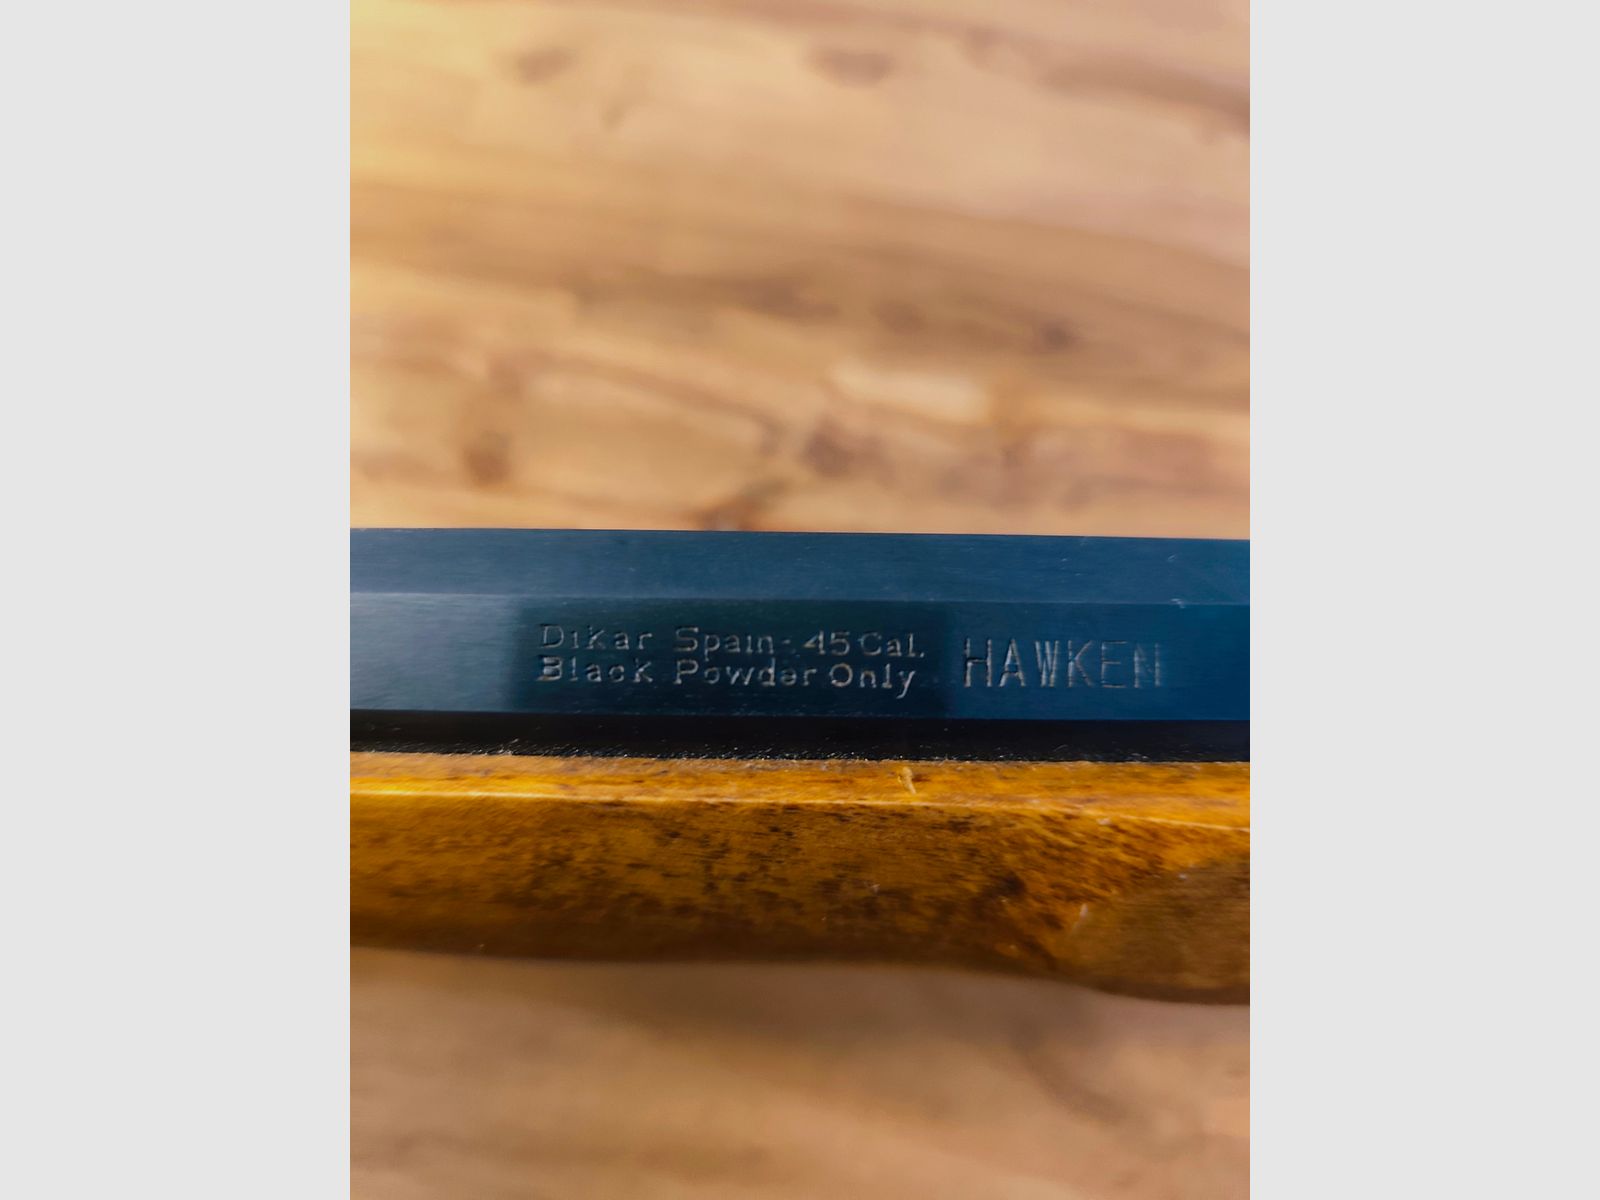 Dikar Spain-.45 Cal.
Black Powder Only
HAWKEN